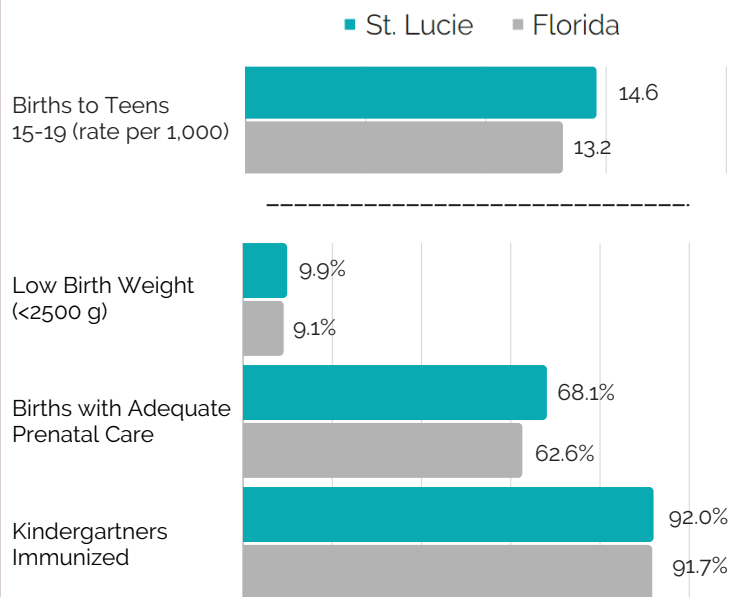 St. Lucie Florida
Births to Teens
15-19 (rate per 1,000)
14.6
13.2
Low Birth Weight
(<2500 g)
9.9%
9.1%
Births with Adequate
Prenatal Care
68.1%
62.6%
Kindergartners
Immunized
92.0%
91.7%